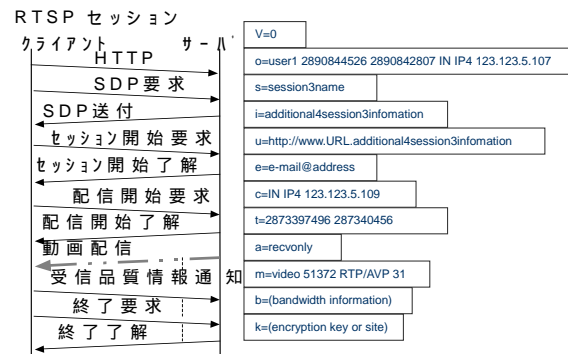 RTSP セッション
クライアント サーバ
HTTP
SDP要求
SDP送付
セッション開始要求
セッション開始了解
配信開始要求
配信開始了解
動画配信
受信品質情報通知
終了要求
終了了解
V=0
o=user1 2890844526 2890842807 IN IP4 123.123.5.107
s=session3name
i=additional4session3infomation
u=http://www.URL.additional4session3infomation
e=e-mail@address
c=IN IP4 123.123.5.109
t=2873397496 287340456
a=recvonly
m=video 51372 RTP/AVP 31
b=(bandwidth information)
k=(encryption key or site)